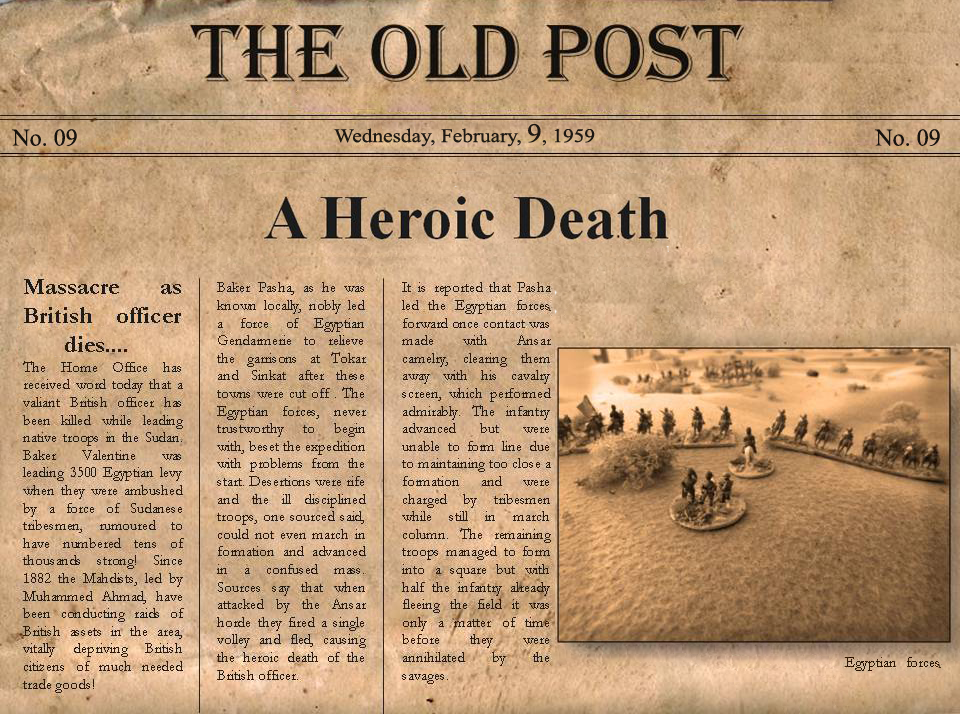 THE OLD POST
No. 09
Wednesday, February, 9, 1959
No. 09
A Heroic Death
Massacre as
British officer
dies....
The Home Office has
received word today that a
valiant British officer has
been killed while leading
native troops in the Sudan.
Baker Valentine was
leading 3500 Egyptian levy
when they were ambushed
by a force of Sudanese
tribesmen, rumoured to
have numbered tens of
thousands strong! Since
1882 the Mahdists, led by
Muhammed Ahmad, have
been conducting raids of
British assets in the area,
vitally depriving British
citizens of much needed
trade goods!
Baker Pasha, as he was
known locally, nobly led
a force of Egyptian
Gendarmerie to relieve
the garrisons at Tokar
and Sinkat after these
towns were cut off . The
Egyptian forces, never
trustworthy to begin
with, beset the expedition
with problems from the
start. Desertions were rife
and the ill disciplined
troops, one sourced said,
could not even march in
formation and advanced
in a confused mass.
Sources say that when
attacked by the Ansar
horde they fired a single
volley and fled, causing
the heroic death of the
British officer.
It is reported that Pasha
led the Egyptian forces,
forward once contact was
made with Ansar
camelry, clearing them
away with his cavalry
screen, which performed
admirably. The infantry
advanced but were
unable to form line due
to maintaining too close a
formation and were
charged by tribesmen
while still in march
column. The remaining
troops managed to form
into a square but with
half the infantry already
fleeing the field it was
only a matter of time
before they were
annihilated by the
savages.
Egyptian forces,